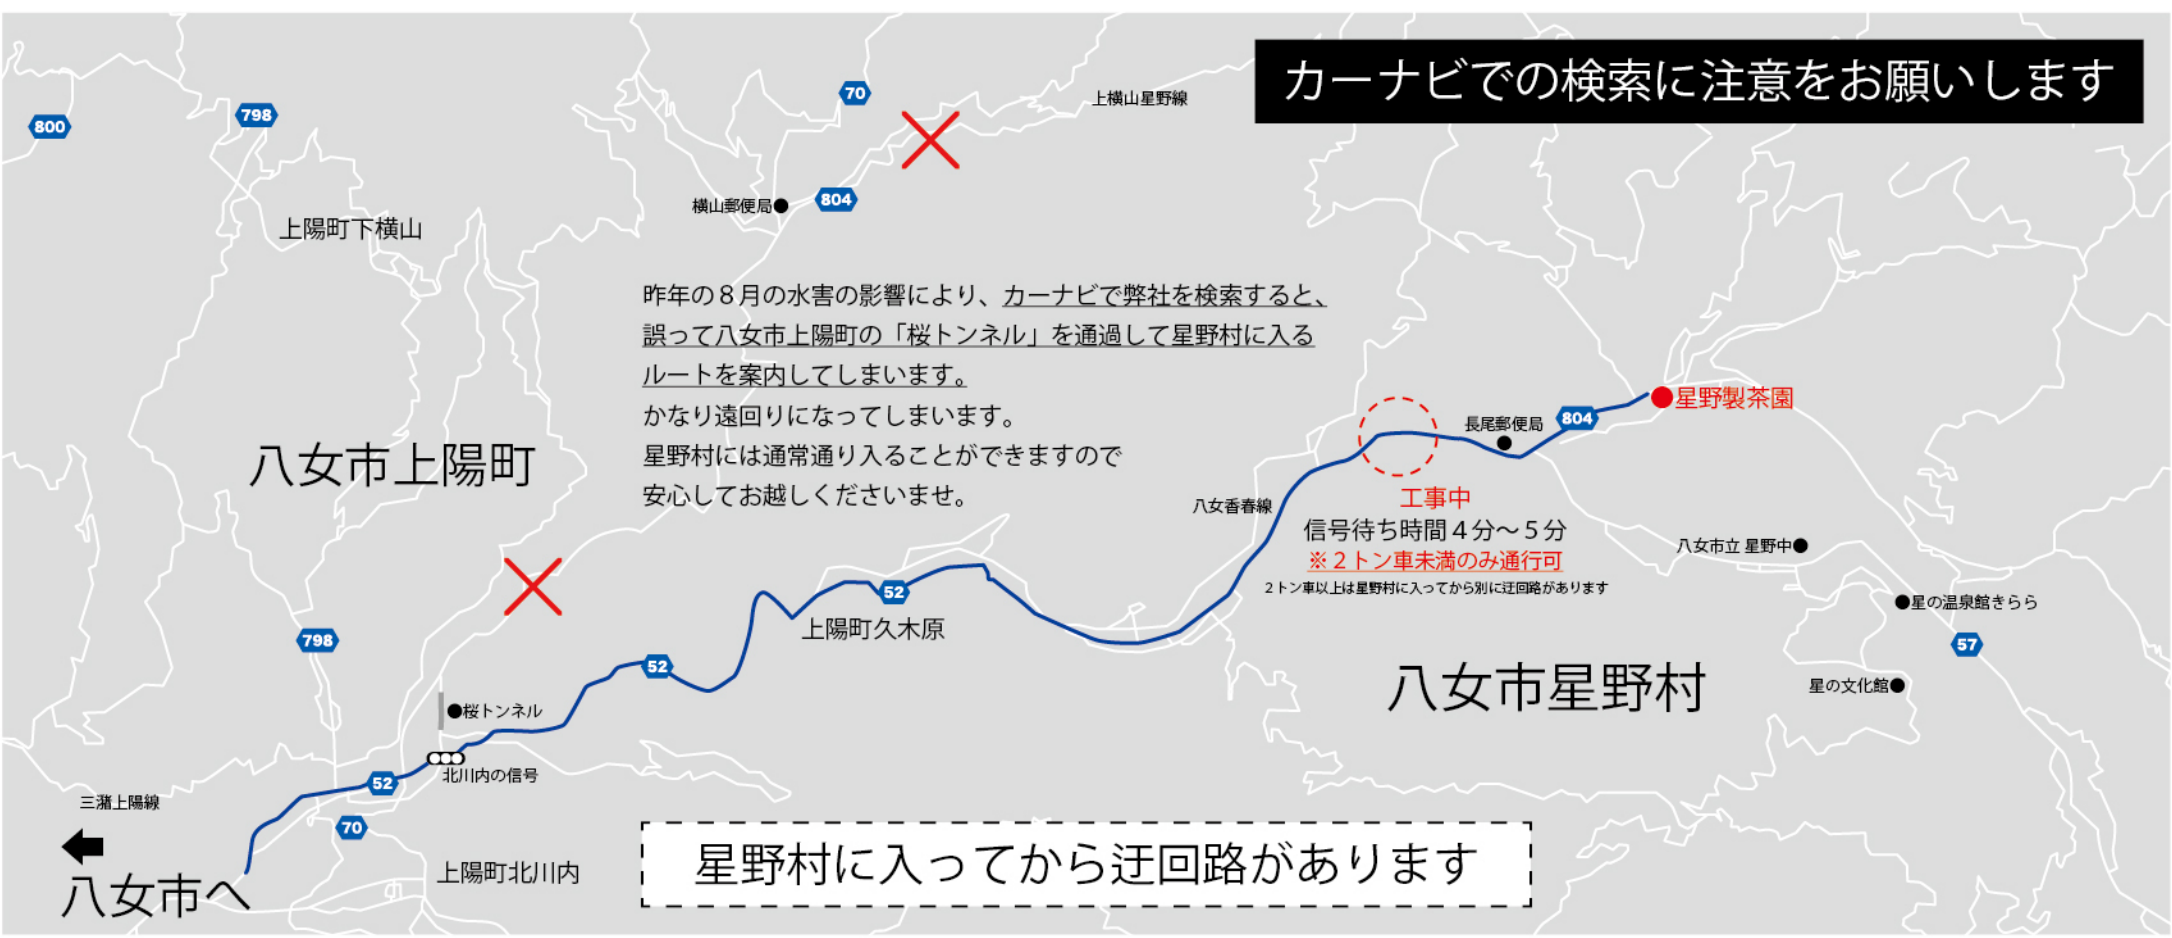 カーナビでの検索に注意をお願いします
70
上横山星野線
800
798
横山郵便局
804
上陽町下横山
昨年の８月の水害の影響により、カーナビで弊社を検索すると、
誤って八女市上陽町の「桜トンネル」を通過して星野村に入る
ルートを案内してしまいます。
かなり遠回りになってしまいます。
星野村には通常通り入ることができますので
安心してお越しくださいませ。
星野製茶園
804
長尾郵便局
八女市上陽町
八女香春線
工事中
信号待ち時間４分～５分
※２トン車未満のみ通行可
２トン車以上は星野村に入ってから別に迂回路があります
八女市立 星野中
星の温泉館きらら
57
52
上陽町久木原
798
52
八女市星野村
星の文化館
桜トンネル
北川内の信号
52
三潴上陽線
70
八女市へ
上陽町北川内
星野村に入ってから迂回路があります